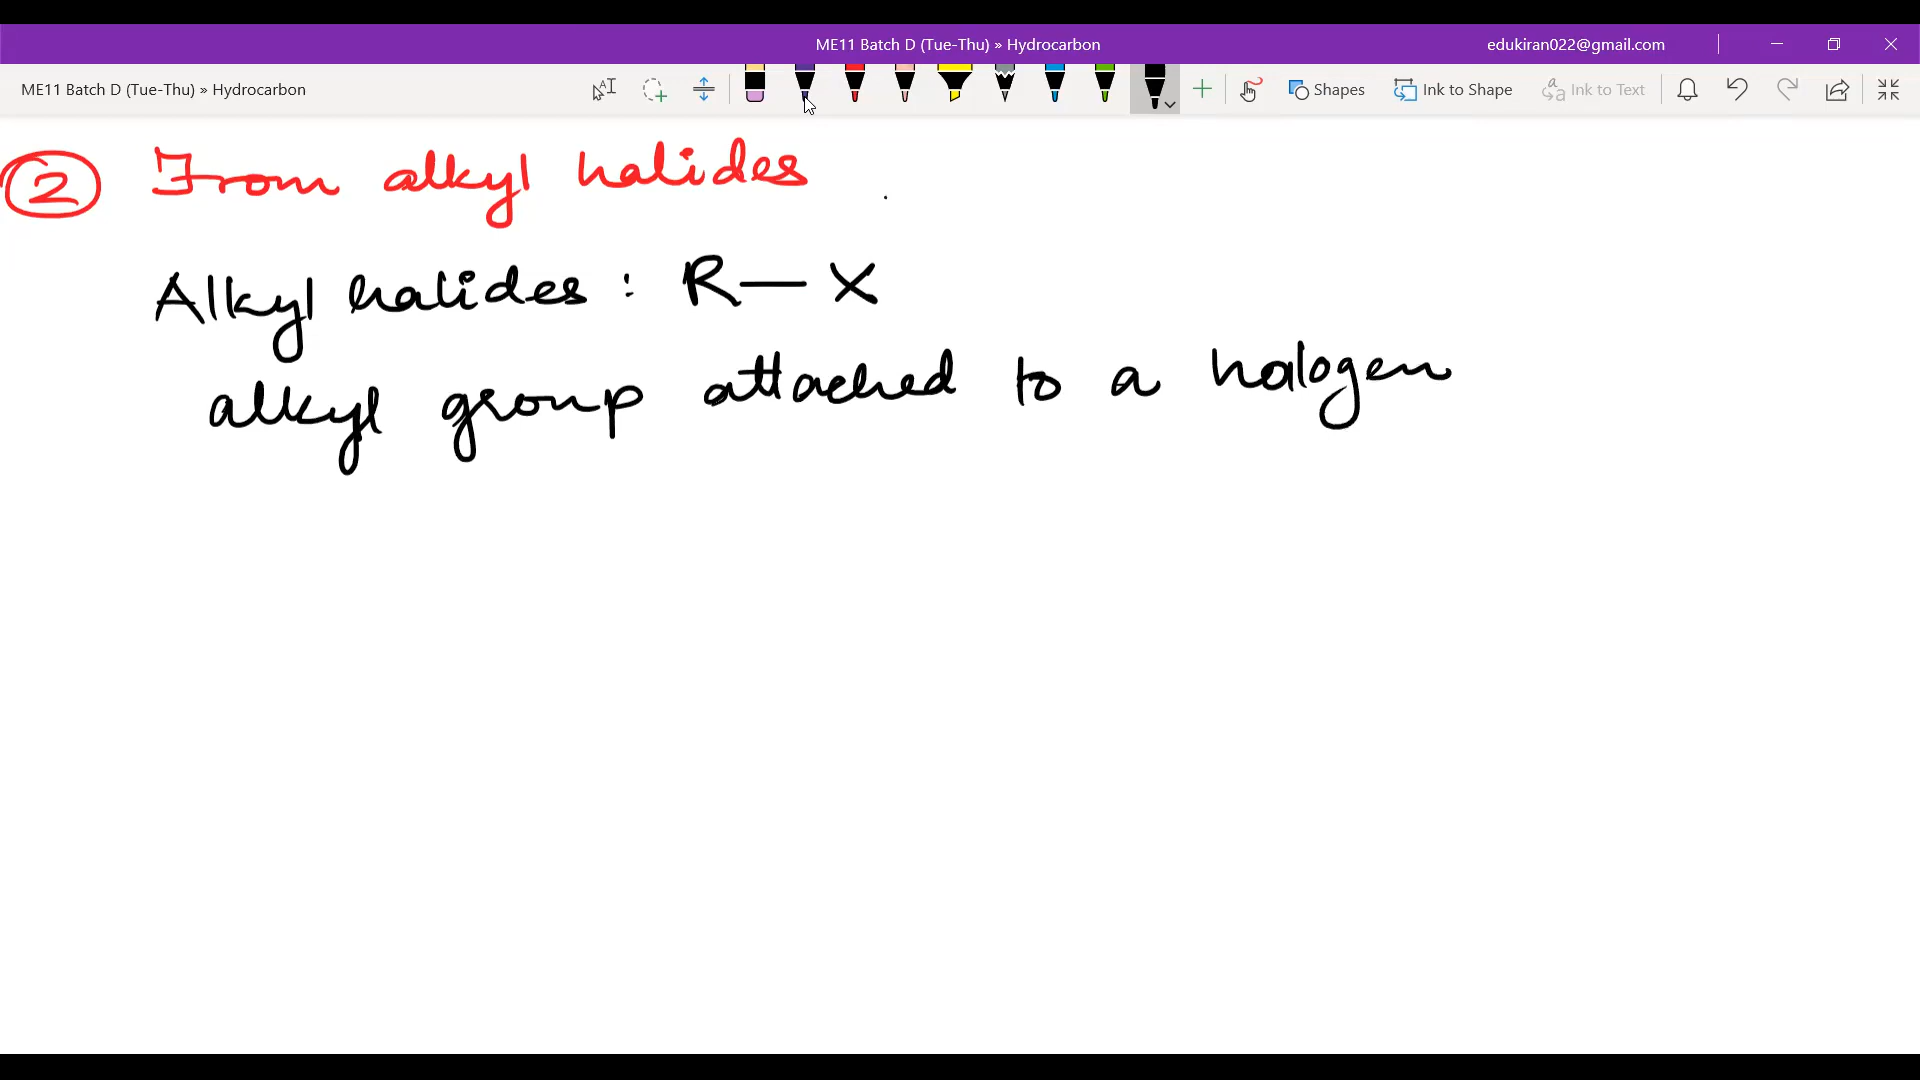 ME11 Batch D (Tue-Thu) » Hydrocarbon
edukiran022@gmail.com
ME11 Batch D (Tue-Thu) » Hydrocarbon
Shapes
Ink to Shape
Ink to Text
2 From alkyl halides
Alkyl halides : R — X
alkyl group attached to a halogen